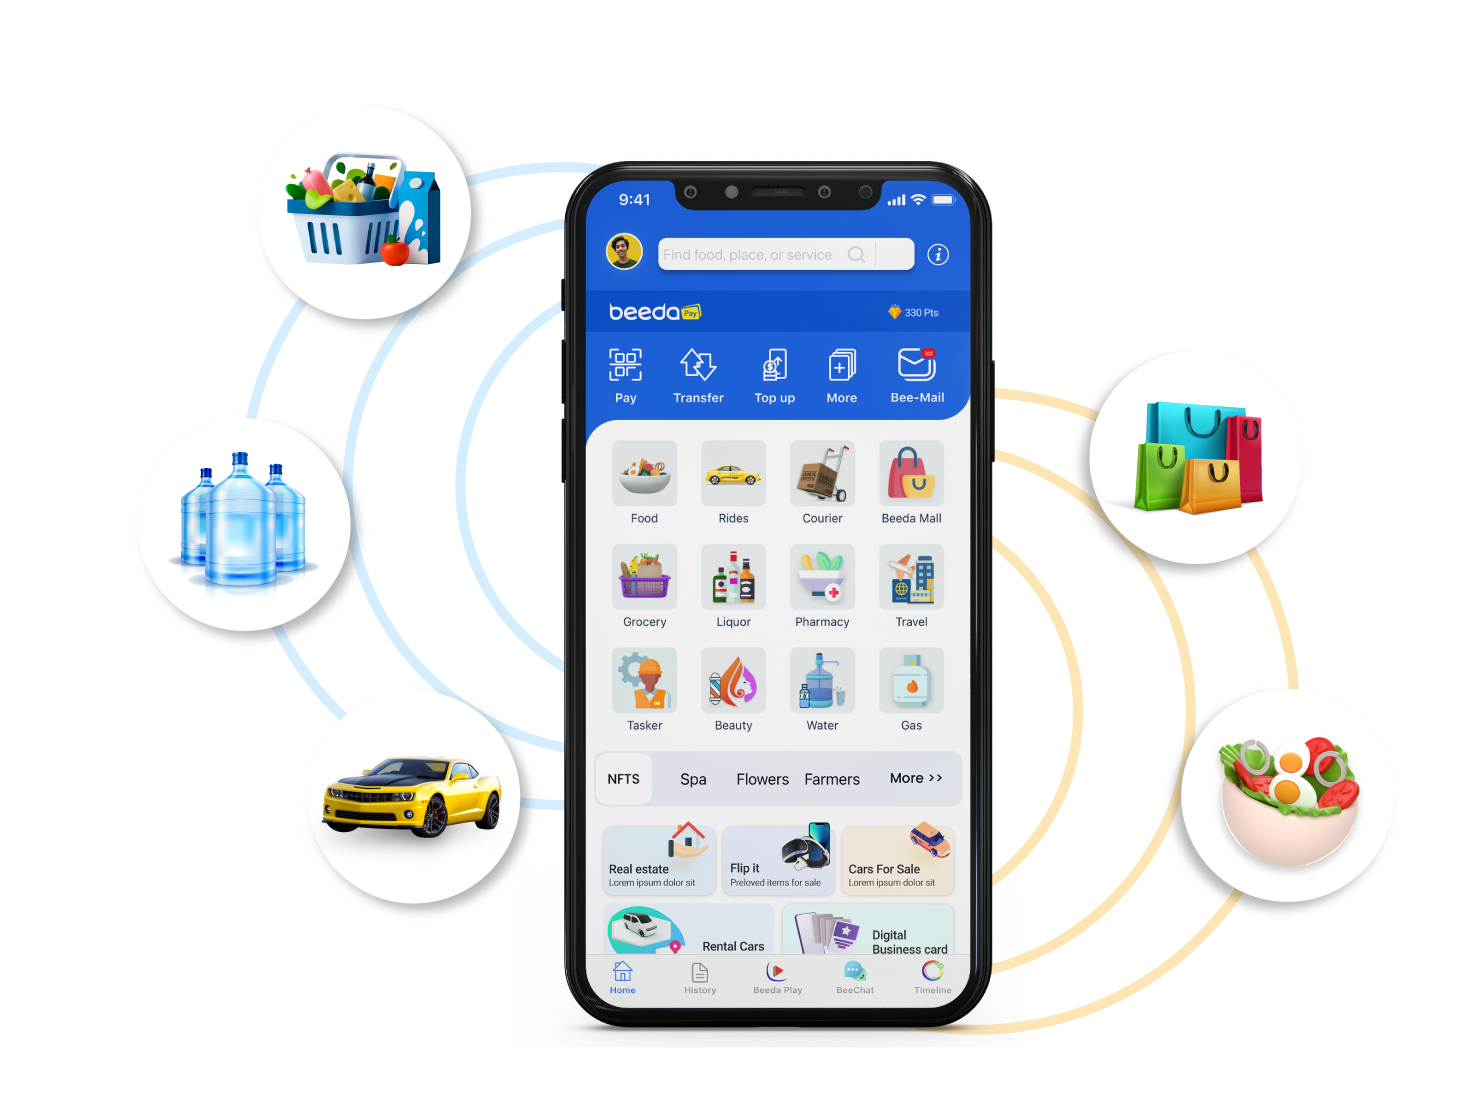 9:41
Find food, place, or service
beeda Pay
330 Pts
182
Pay Transfer Top up More Bee-Mail
Food Rides Courier Beeda Mall
Grocery Liquor Pharmacy Travel
Tasker Beauty Water Gas
NFTS Spa Flowers Farmers More >>
Real estate
Lorem ipsum dolor sit
Flip it
Preloved items for sale
Cars For Sale
Lorem ipsum dolor sit
Rental Cars
Digital
Business card
Home History Beeda Play BeeChat Timeline